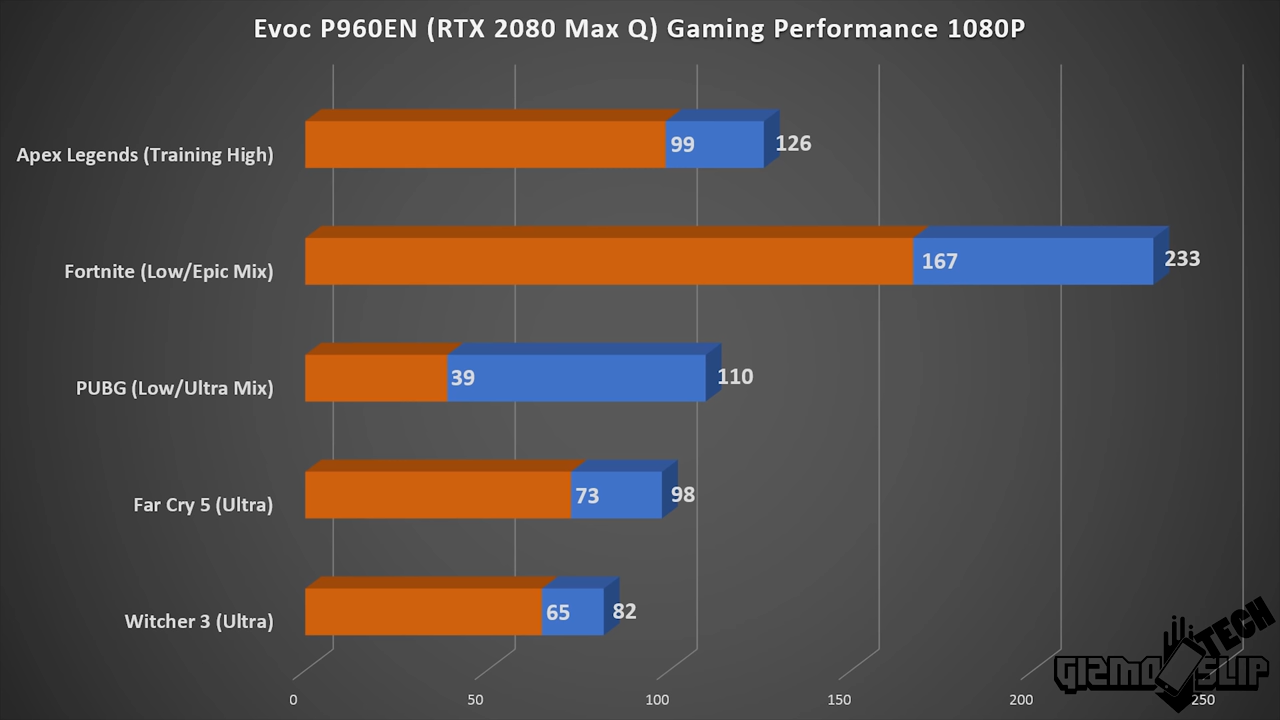 Evoc P960EN (RTX 2080 Max Q) Gaming Performance 1080P
Apex Legends (Training High)
99
126
Fortnite (Low/Epic Mix)
167
233
PUBG (Low/Ultra Mix)
39
110
Far Cry 5 (Ultra)
73
98
Witcher 3 (Ultra)
65
82
0 50 100 150 200 250
GIZMO SLIP
TECH